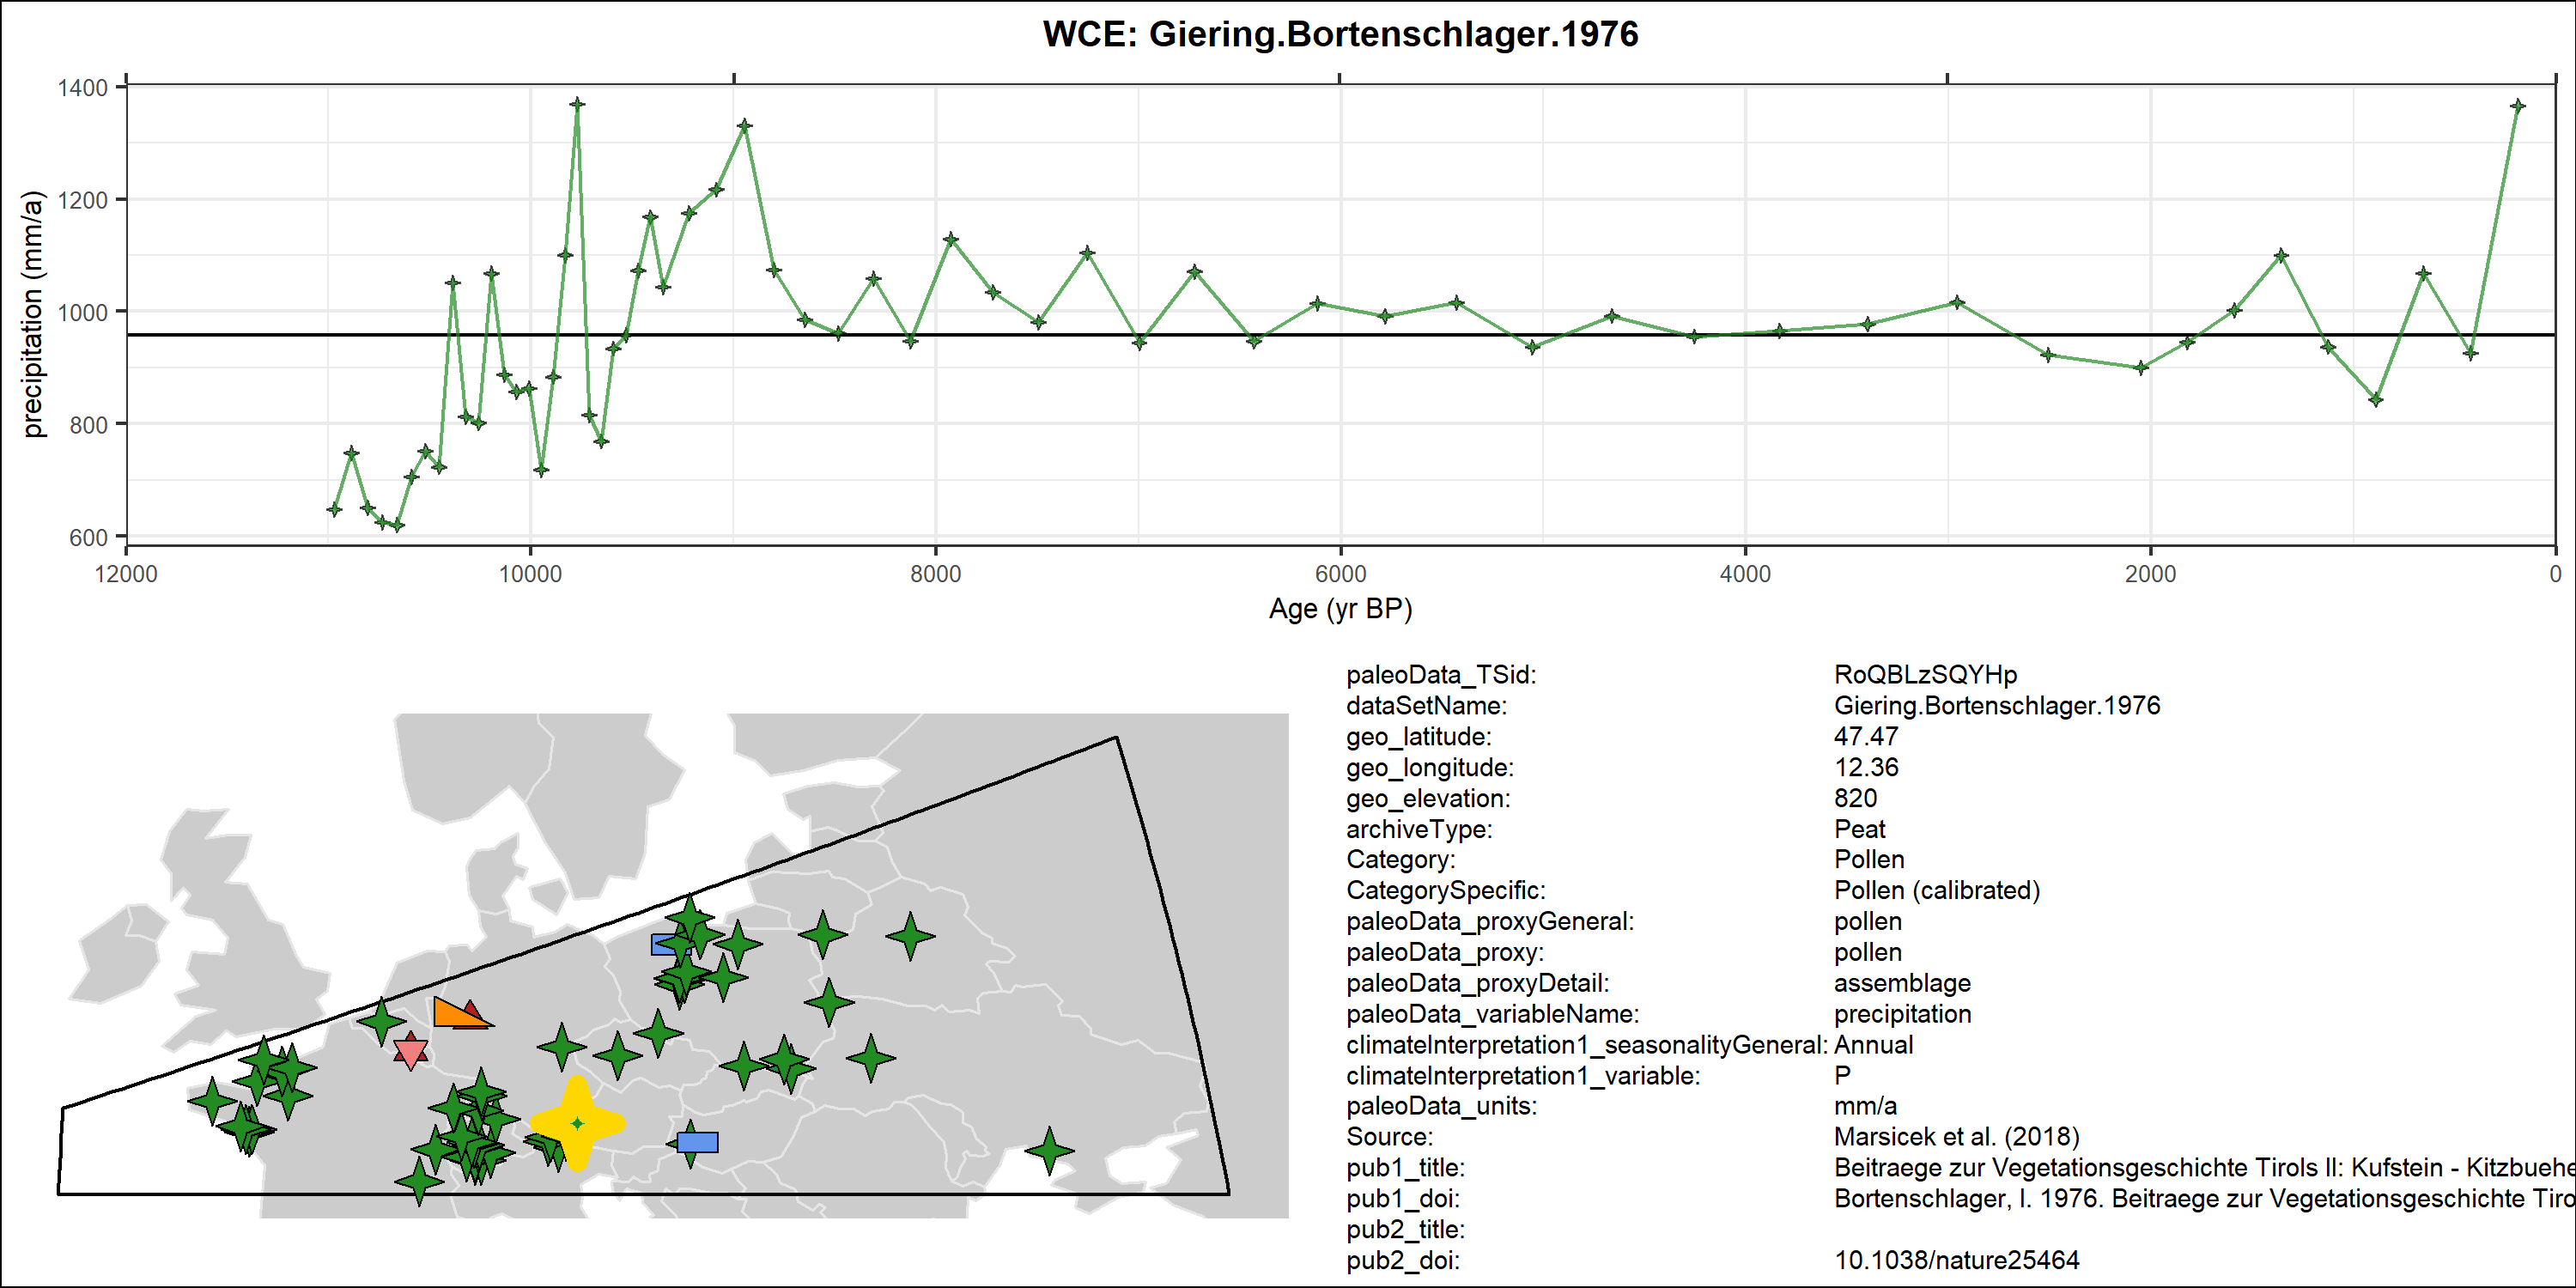 WCE: Giering.Bortenschlager.1976
1400
1200
1000
800
600
precipitation (mm/a)
12000 10000 8000 6000 4000 2000 0
Age (yr BP)
paleoData_TSid: RoQBLzSQYHp
dataSetName: Giering.Bortenschlager.1976
geo_latitude: 47.47
geo_longitude: 12.36
geo_elevation: 820
archiveType: Peat
Category: Pollen
CategorySpecific: Pollen (calibrated)
paleoData_proxyGeneral: pollen
paleoData_proxy: pollen
paleoData_proxyDetail: assemblage
paleoData_variableName: precipitation
climateInterpretation1_seasonalityGeneral: Annual
climateInterpretation1_variable: P
paleoData_units: mm/a
Source: Marsicek et al. (2018)
pub1_title: Beitraege zur Vegetationsgeschichte Tirols II: Kufstein - Kitzbuehe
pub1_doi: Bortenschlager, I. 1976. Beitraege zur Vegetationsgeschichte Tiro
pub2_title:
pub2_doi: 10.1038/nature25464